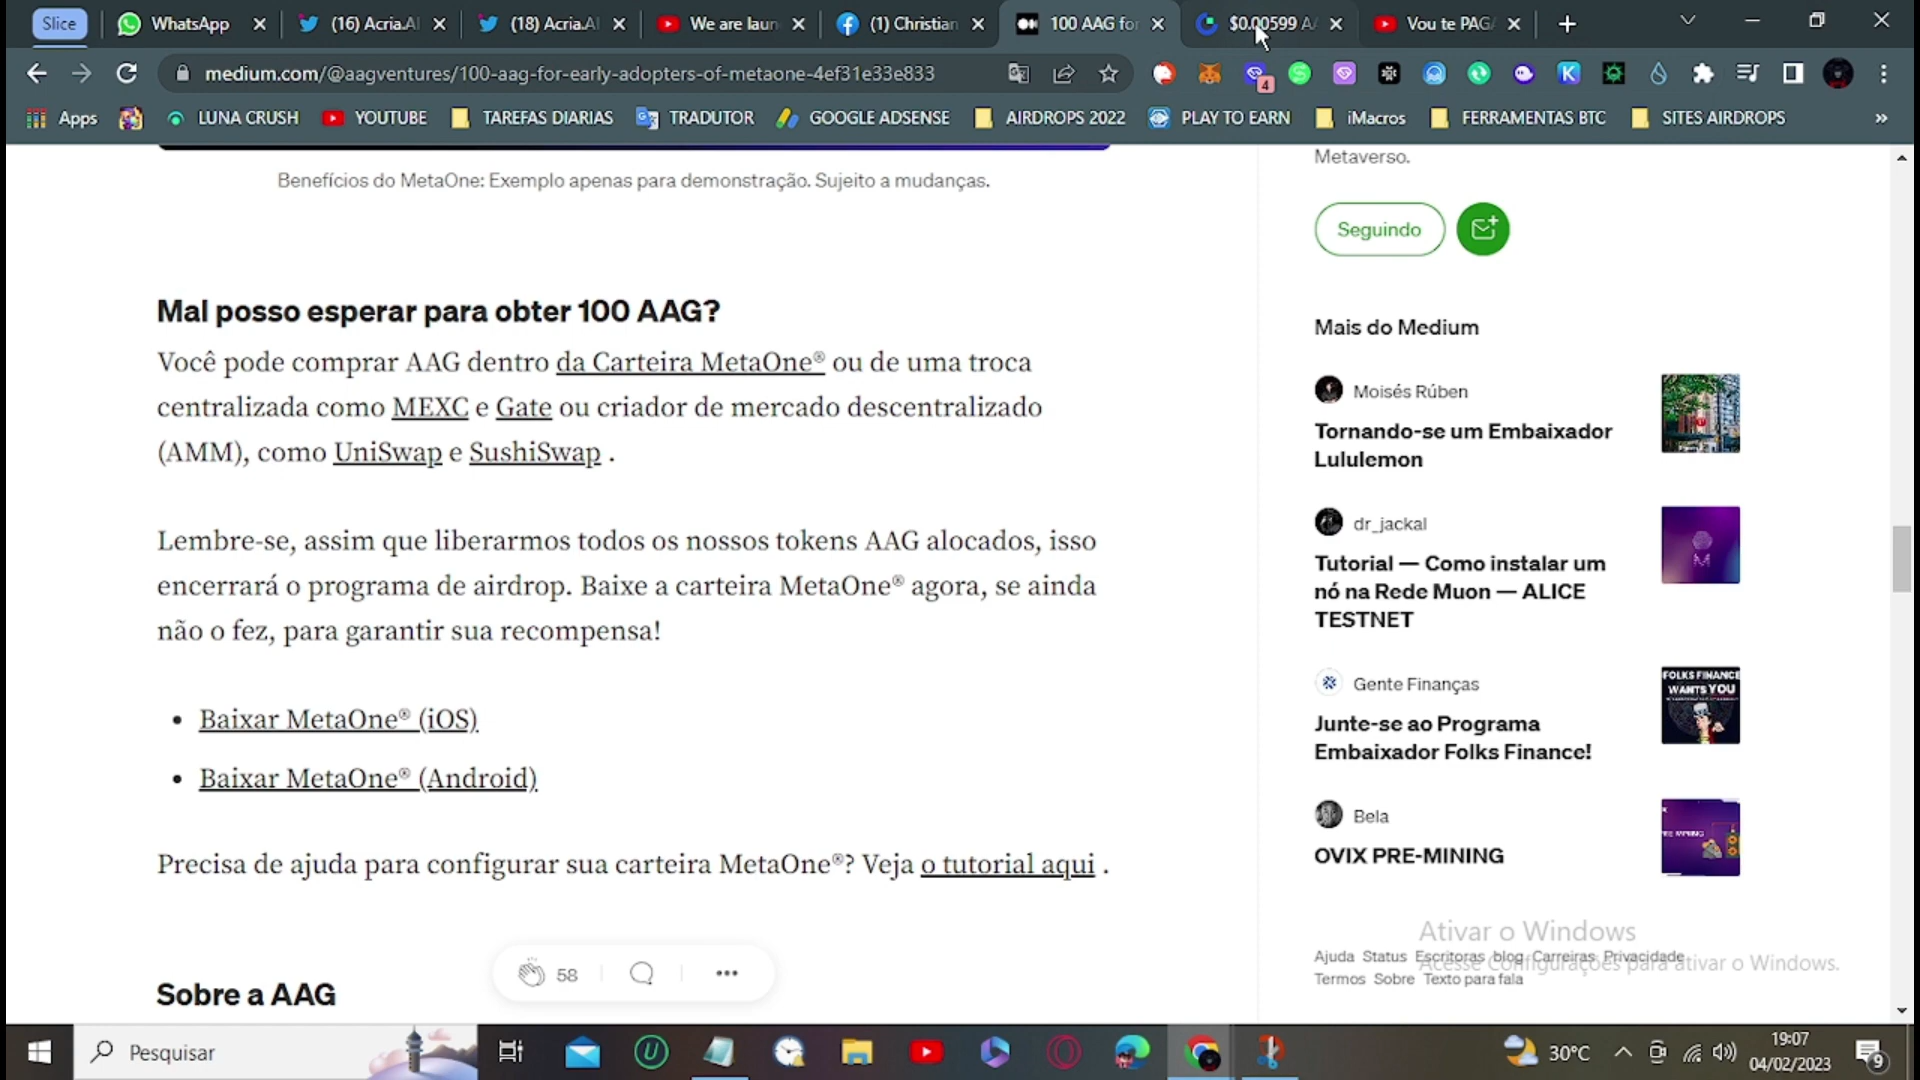 Slice
WhatsApp
(16) Acria.AI
(18) Acria.AI
We are laun
(1) Christian
100 AAG for
$0.00599 AA
Vou te PAGA
medium.com/@aagventures/100-aag-for-early-adopters-of-metaone-4ef31e33e833
4
Apps
LUNA CRUSH
YOUTUBE
TAREFAS DIARIAS
TRADUTOR
GOOGLE ADSENSE
AIRDROPS 2022
PLAY TO EARN
iMacros
FERRAMENTAS BTC
SITES AIRDROPS
»
Benefícios do MetaOne: Exemplo apenas para demonstração. Sujeito a mudanças.
Mal posso esperar para obter 100 AAG?
Você pode comprar AAG dentro da Carteira MetaOne® ou de uma troca
centralizada como MEXC e Gate ou criador de mercado descentralizado
(AMM), como UniSwap e SushiSwap .
Lembre-se, assim que liberarmos todos os nossos tokens AAG alocados, isso
encerrará o programa de airdrop. Baixe a carteira MetaOne® agora, se ainda
não o fez, para garantir sua recompensa!
• Baixar MetaOne® (iOS)
• Baixar MetaOne® (Android)
Precisa de ajuda para configurar sua carteira MetaOne®? Veja o tutorial aqui .
58
Sobre a AAG
Metaverso.
Seguindo
Mais do Medium
Moisés Rúben
Tornando-se um Embaixador
Lululemon
dr_jackal
Tutorial — Como instalar um
nó na Rede Muon — ALICE
TESTNET
Gente Finanças
Junte-se ao Programa
Embaixador Folks Finance!
FOLKS FINANCE
WANTS YOU
Bela
OVIX PRE-MINING
Ativar o Windows
Acesse Configurações para ativar o Windows.
Ajuda Status Escritoras blog Carreiras Privacidade
Termos Sobre Texto para fala
Pesquisar
30°C
19:07
04/02/2023
9